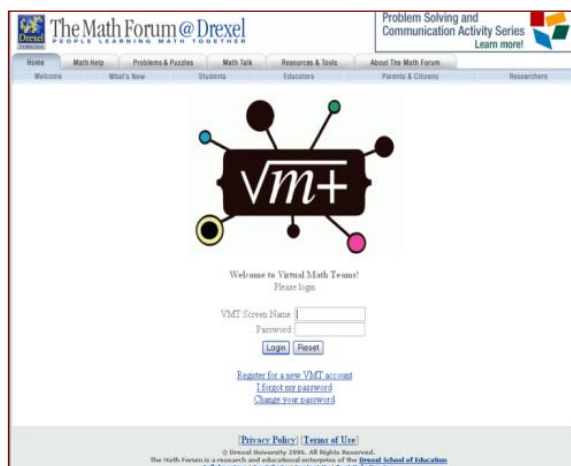 The Math Forum @ Drexel
PEOPLE LEARNING MATH TOGETHER
Problem Solving and
Communication Activity Series
Learn more!
Drexel
Home Math Help Problems & Puzzles Math Talk Resources & Tools About The Math Forum
Welcome What's New Students Educators Parents & Citizens Researchers
√m+
Welcome to Virtual Math Teams!
Please login
VMT Screen Name
Password
Login Reset
Register for a new VMT account
I forgot my password
Change your password
[Privacy Policy] [Terms of Use]
© Drexel University 2006. All Rights Reserved.
The Math Forum is a research and educational enterprise of the Drexel School of Education